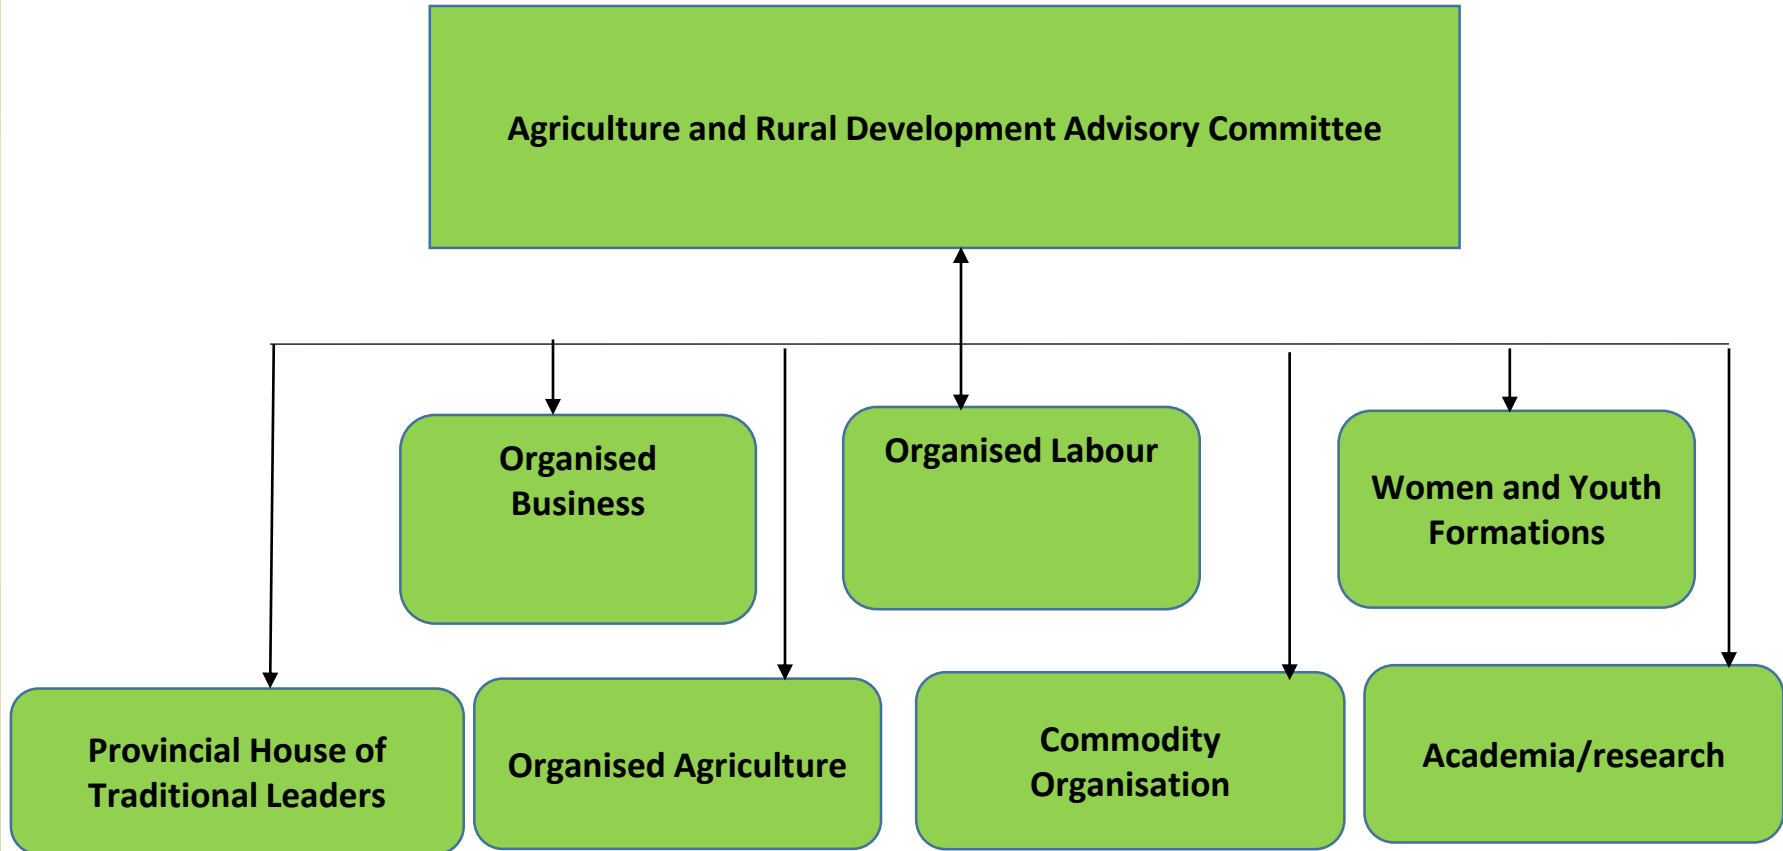 Agriculture and Rural Development Advisory Committee
Organised
Business
Organised Labour
Women and Youth
Formations
Provincial House of
Traditional Leaders
Organised Agriculture
Commodity
Organisation
Academia/research